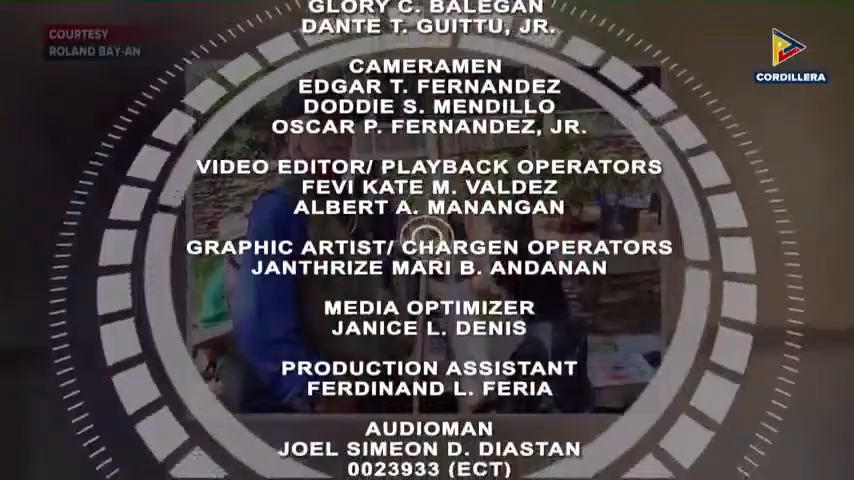 GLORY C. BALEGAN
DANTE T. GUITTU, JR.
COURTESY
ROLAND BAY-AN
CORDILLERA
CAMERAMEN
EDGAR T. FERNANDEZ
DODDIE S. MENDILLO
OSCAR P. FERNANDEZ, JR.
VIDEO EDITOR/ PLAYBACK OPERATORS
FEVI KATE M. VALDEZ
ALBERT A. MANANGAN
GRAPHIC ARTIST/ CHARGEN OPERATORS
JANTHRIZE MARI B. ANDANAN
MEDIA OPTIMIZER
JANICE L. DENIS
PRODUCTION ASSISTANT
FERDINAND L. FERIA
AUDIOMAN
JOEL SIMEON D. DIASTAN
0023933 (ECT)